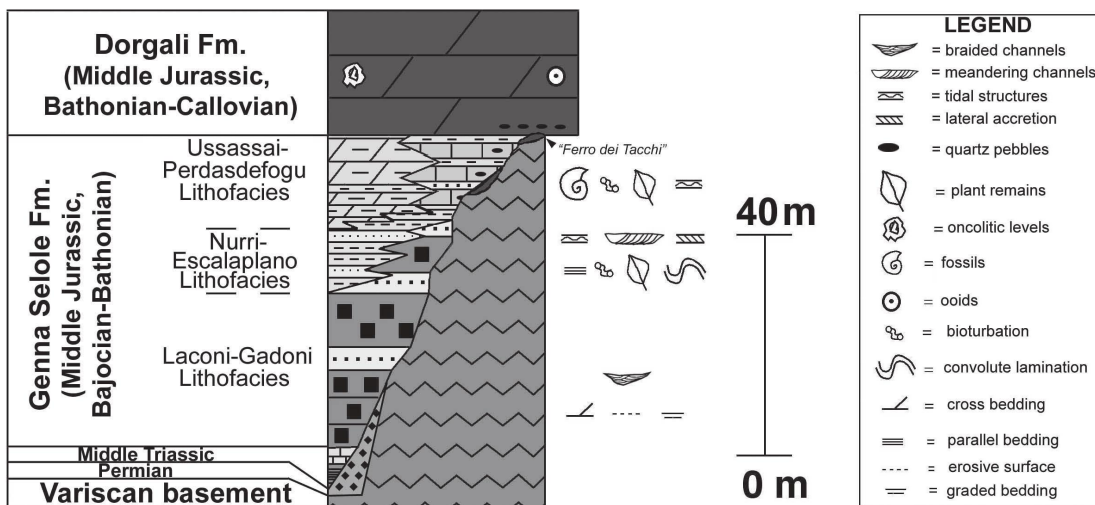 Dorgali Fm.
(Middle Jurassic,
Bathonian-Callovian)
Genna Selole Fm.
(Middle Jurassic,
Bajocian-Bathonian)
Ussassai-
Perdasdefogu
Lithofacies
Nurri-
Escalaplano
Lithofacies
Laconi-Gadoni
Lithofacies
Middle Triassic
Permian
Variscan basement
"Ferro dei Tacchi"
40 m
0 m
LEGEND
= braided channels
= meandering channels
= tidal structures
= lateral accretion
= quartz pebbles
= plant remains
= oncolitic levels
= fossils
= ooids
= bioturbation
= convolute lamination
= cross bedding
= parallel bedding
= erosive surface
= graded bedding